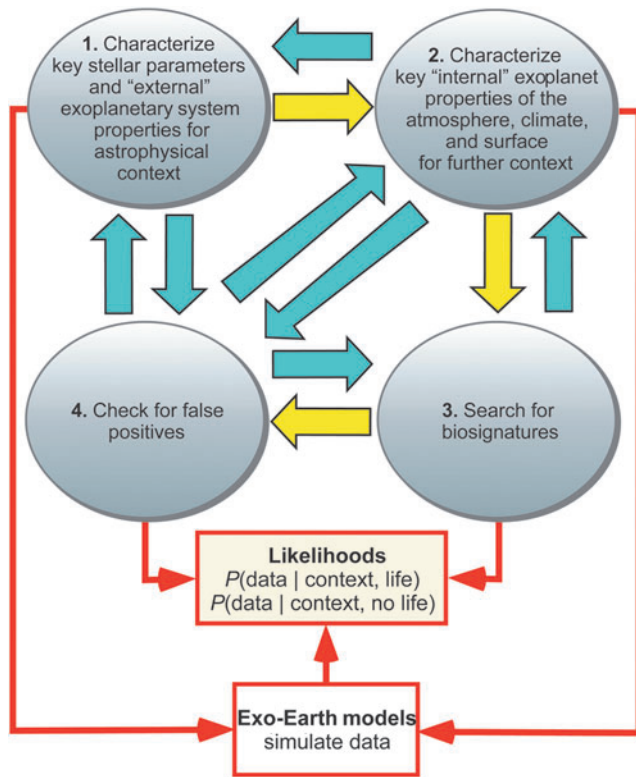 1. Characterize
key stellar parameters
and “external”
exoplanetary system
properties for
astrophysical
context
2. Characterize
key “internal” exoplanet
properties of the
atmosphere, climate,
and surface
for further context
4. Check for false
positives
3. Search for
biosignatures
Likelihoods
P(data | context, life)
P(data | context, no life)
Exo-Earth models
simulate data